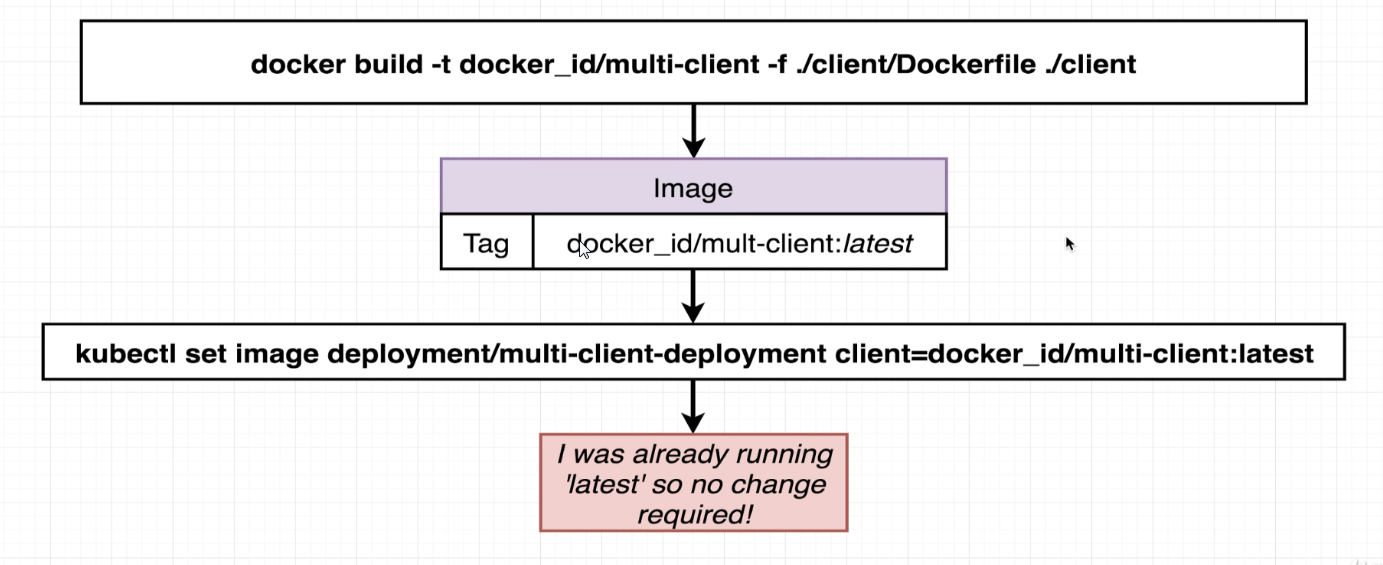 docker build -t docker_id/multi-client -f ./client/Dockerfile ./client
Image
Tag docker_id/mult-client:latest
kubectl set image deployment/multi-client-deployment client=docker_id/multi-client:latest
I was already running
'latest' so no change
required!